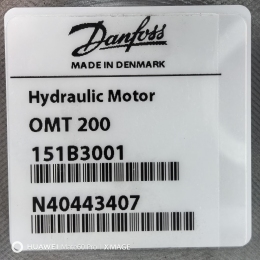 Danfoss
MADE IN DENMARK
Hydraulic Motor
OMT 200
151B3001
N40443407